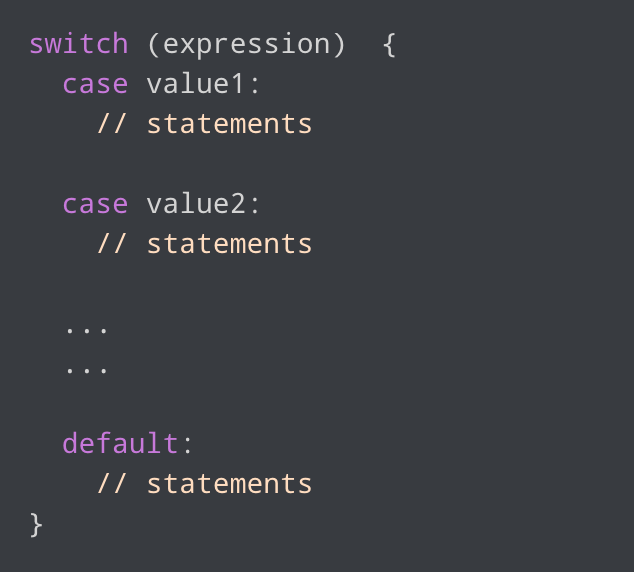 switch (expression)  {
  case value1:
    // statements

  case value2:
    // statements

  ...
  ...

  default:
    // statements
}